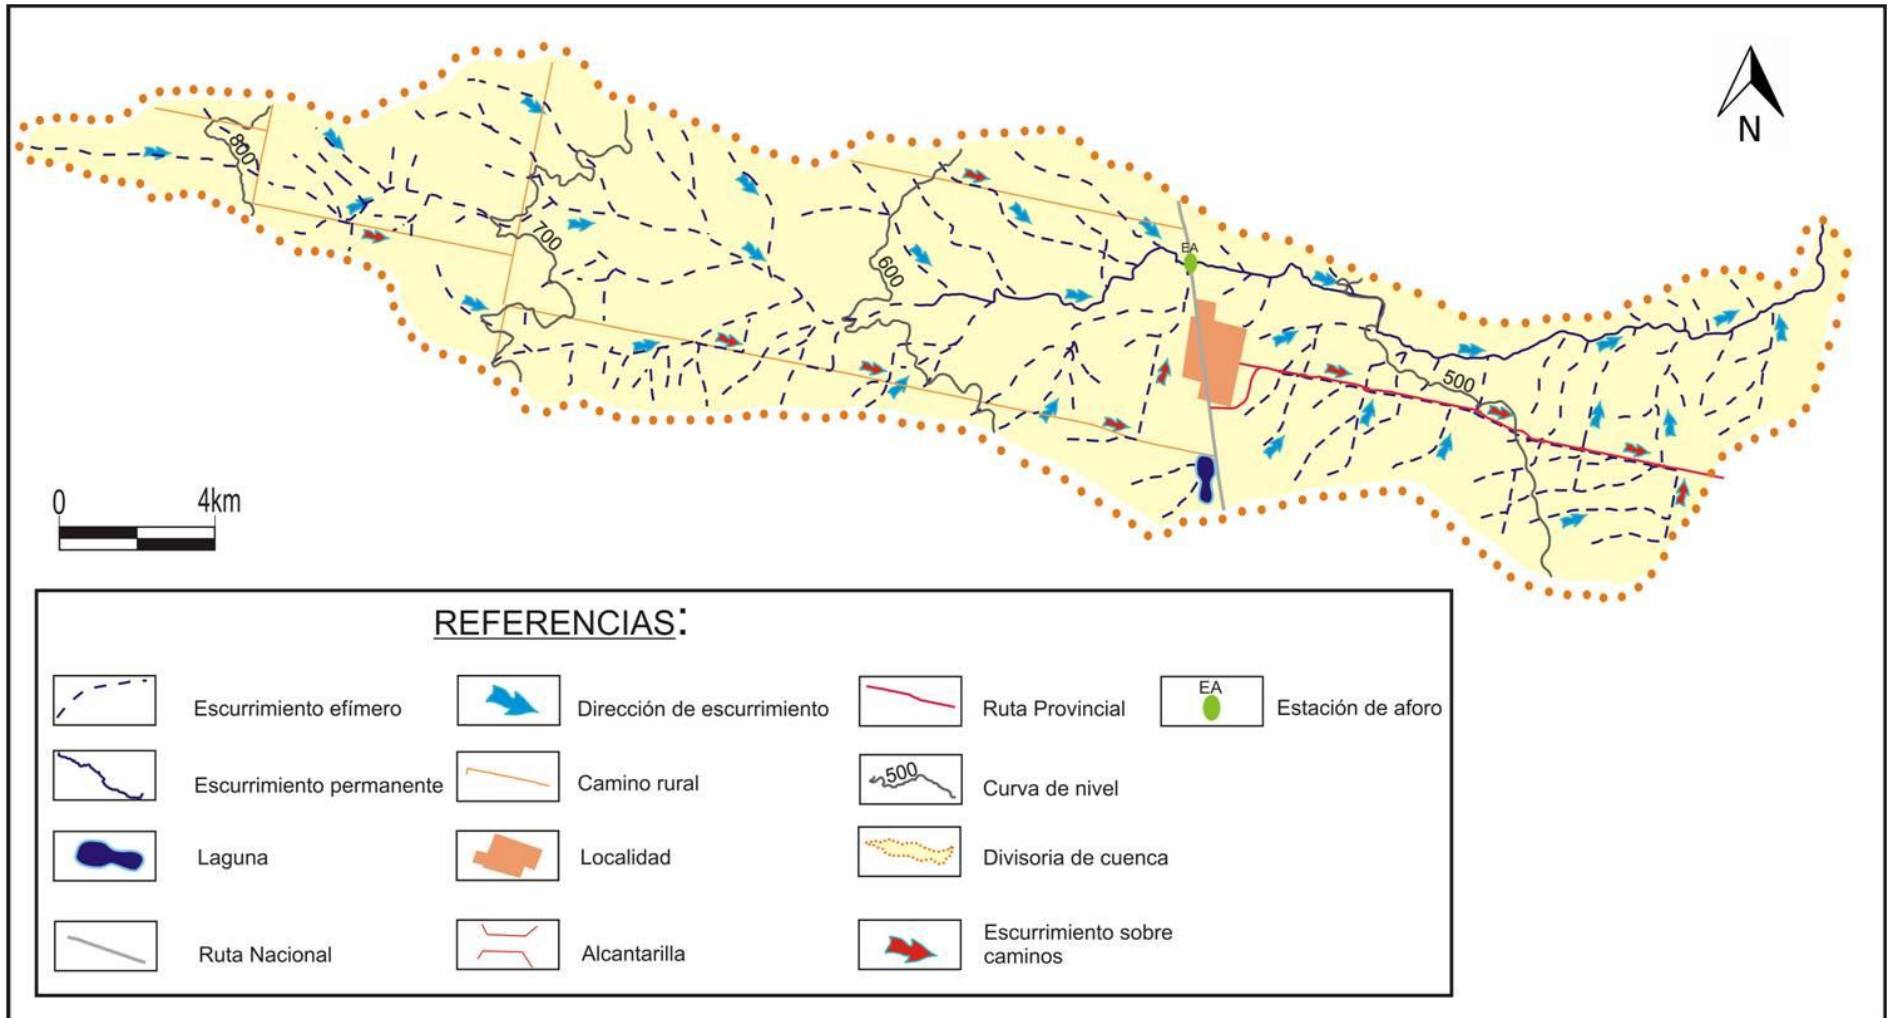 N
800
700
600
EA
500
0 4km
REFERENCIAS:
Escurrimiento efímero
Dirección de escurrimiento
Ruta Provincial
EA
Estación de aforo
Escurrimiento permanente
Camino rural
500
Curva de nivel
Laguna
Localidad
Divisoria de cuenca
Ruta Nacional
Alcantarilla
Escurrimiento sobre
caminos